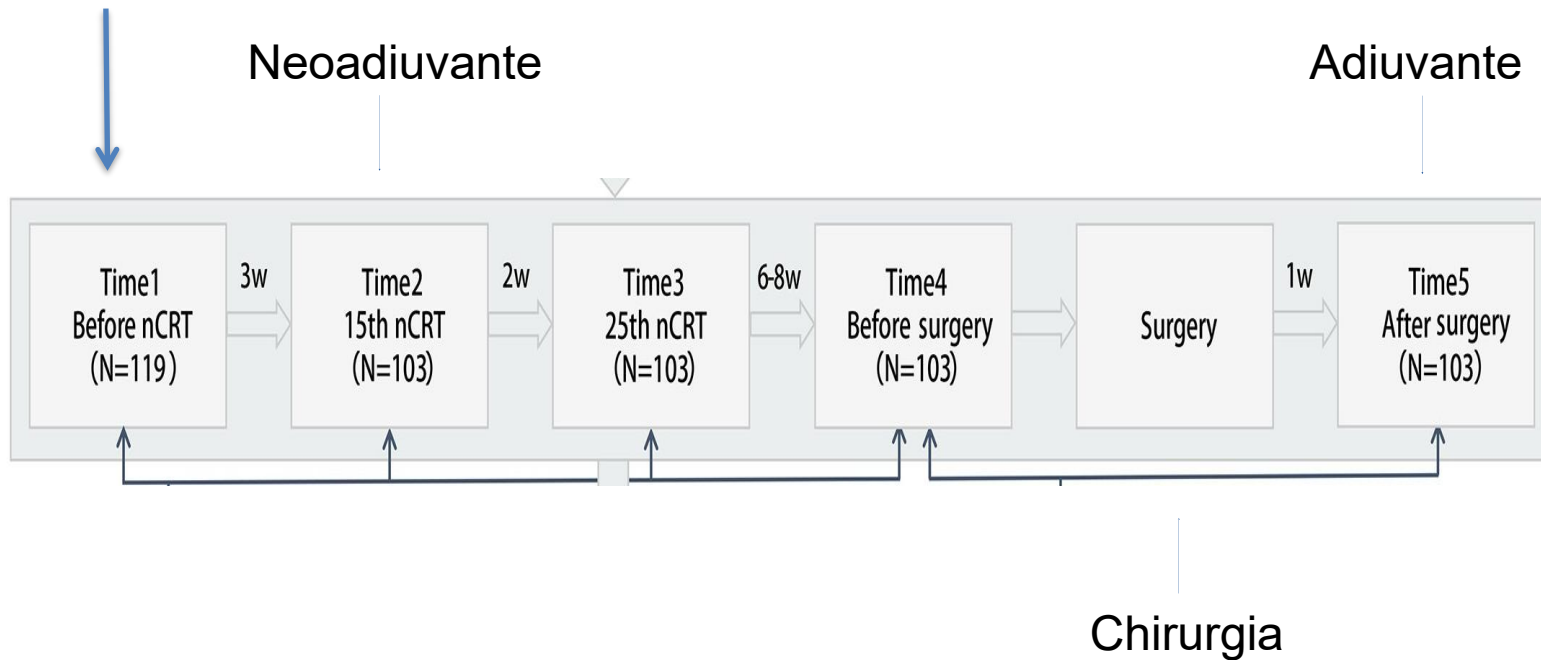 Neoadiuvante
Adiuvante
Time1
Before nCRT
(N=119)
3w
Time2
15th nCRT
(N=103)
2w
Time3
25th nCRT
(N=103)
6-8w
Time4
Before surgery
(N=103)
Surgery
1w
Time5
After surgery
(N=103)
Chirurgia